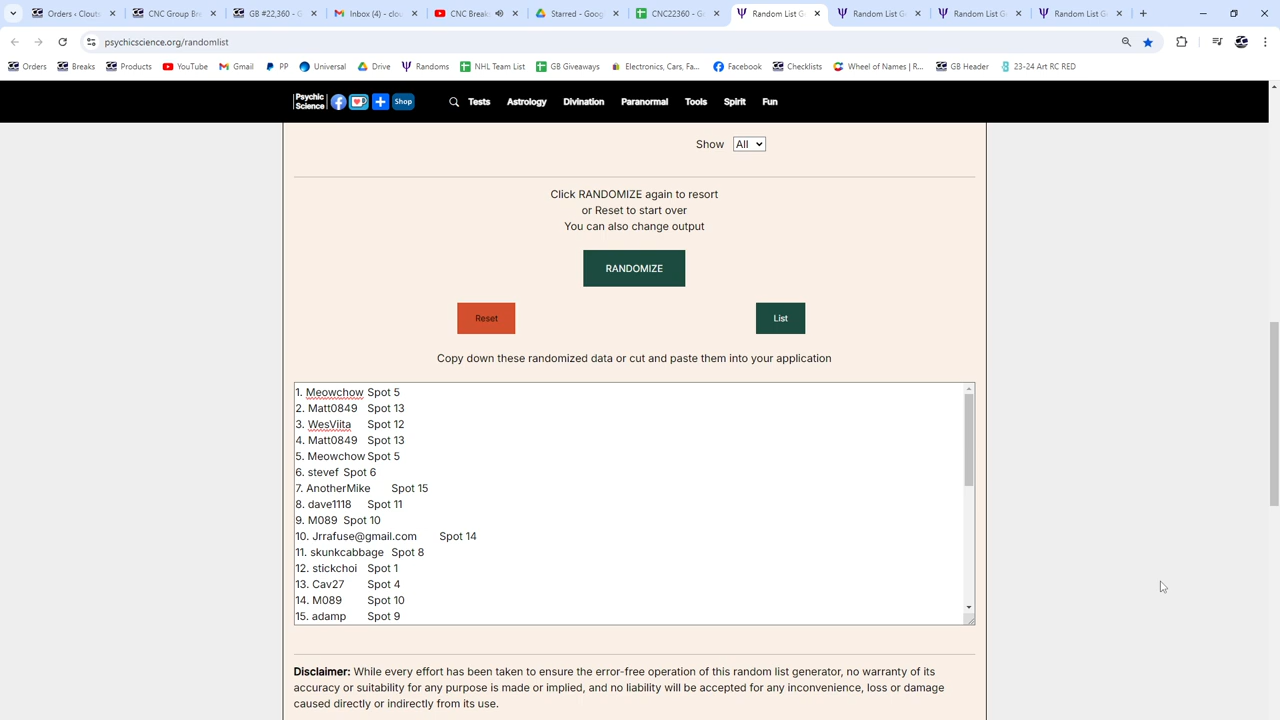 Orders ‹ Clouts
CNC Group Bre
GB #22,360 - G
Inbox (4) - clou
CNC Break
Starred - Goog
CNC22360 - G
Random List Ge
Random List G
Random List G
Random List G
psychicscience.org/randomlist
Orders
Breaks
Products
YouTube
Gmail
PP
Universal
Drive
Randoms
NHL Team List
GB Giveaways
Electronics, Cars, Fa...
Facebook
Checklists
Wheel of Names | R...
GB Header
23-24 Art RC RED
Psychic Science
Shop
Tests
Astrology
Divination
Paranormal
Tools
Spirit
Fun
Show All
Click RANDOMIZE again to resort
or Reset to start over
You can also change output
RANDOMIZE
Reset
List
Copy down these randomized data or cut and paste them into your application
1. Meowchow Spot 5
2. Matt0849 Spot 13
3. WesViita Spot 12
4. Matt0849 Spot 13
5. Meowchow Spot 5
6. stevef Spot 6
7. AnotherMike Spot 15
8. dave1118 Spot 11
9. M089 Spot 10
10. Jrrafuse@gmail.com Spot 14
11. skunkcabbage Spot 8
12. stickchoi Spot 1
13. Cav27 Spot 4
14. M089 Spot 10
15. adamp Spot 9
Disclaimer: While every effort has been taken to ensure the error-free operation of this random list generator, no warranty of its
accuracy or suitability for any purpose is made or implied, and no liability will be accepted for any inconvenience, loss or damage
caused directly or indirectly from its use.